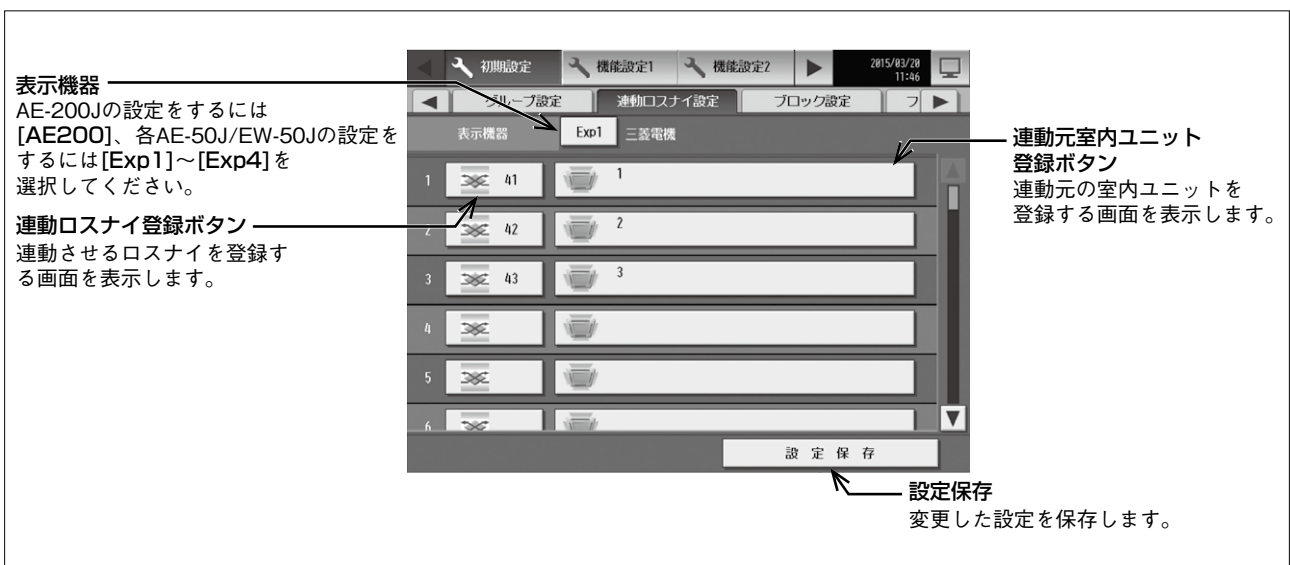 表示機器
AE-200Jの設定をするには
[AE200]、各AE-50J/EW-50Jの設定を
するには[Exp1]～[Exp4]を
選択してください。
連動ロスナイ登録ボタン
連動させるロスナイを登録す
る画面を表示します。
初期設定 機能設定1 機能設定2 2015/03/20
11:46
グループ設定 連動ロスナイ設定 ブロック設定 フ
表示機器 Exp1 三菱電機
1 41 1
2 42 2
3 43 3
4
5
6
設定保存
連動元室内ユニット
登録ボタン
連動元の室内ユニットを
登録する画面を表示します。
設定保存
変更した設定を保存します。